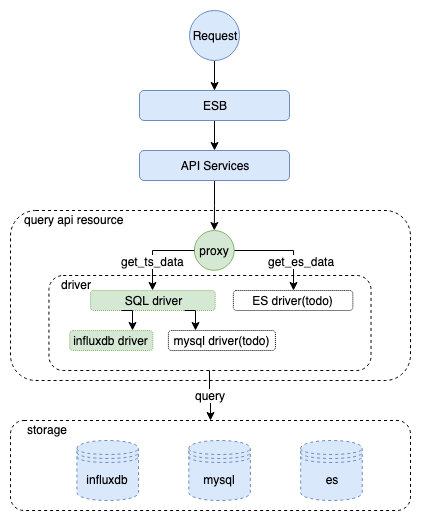 Request
ESB
API Services
query api resource
proxy
get_ts_data
get_es_data
driver
SQL driver
ES driver(todo)
influxdb driver
mysql driver(todo)
query
storage
influxdb
mysql
es